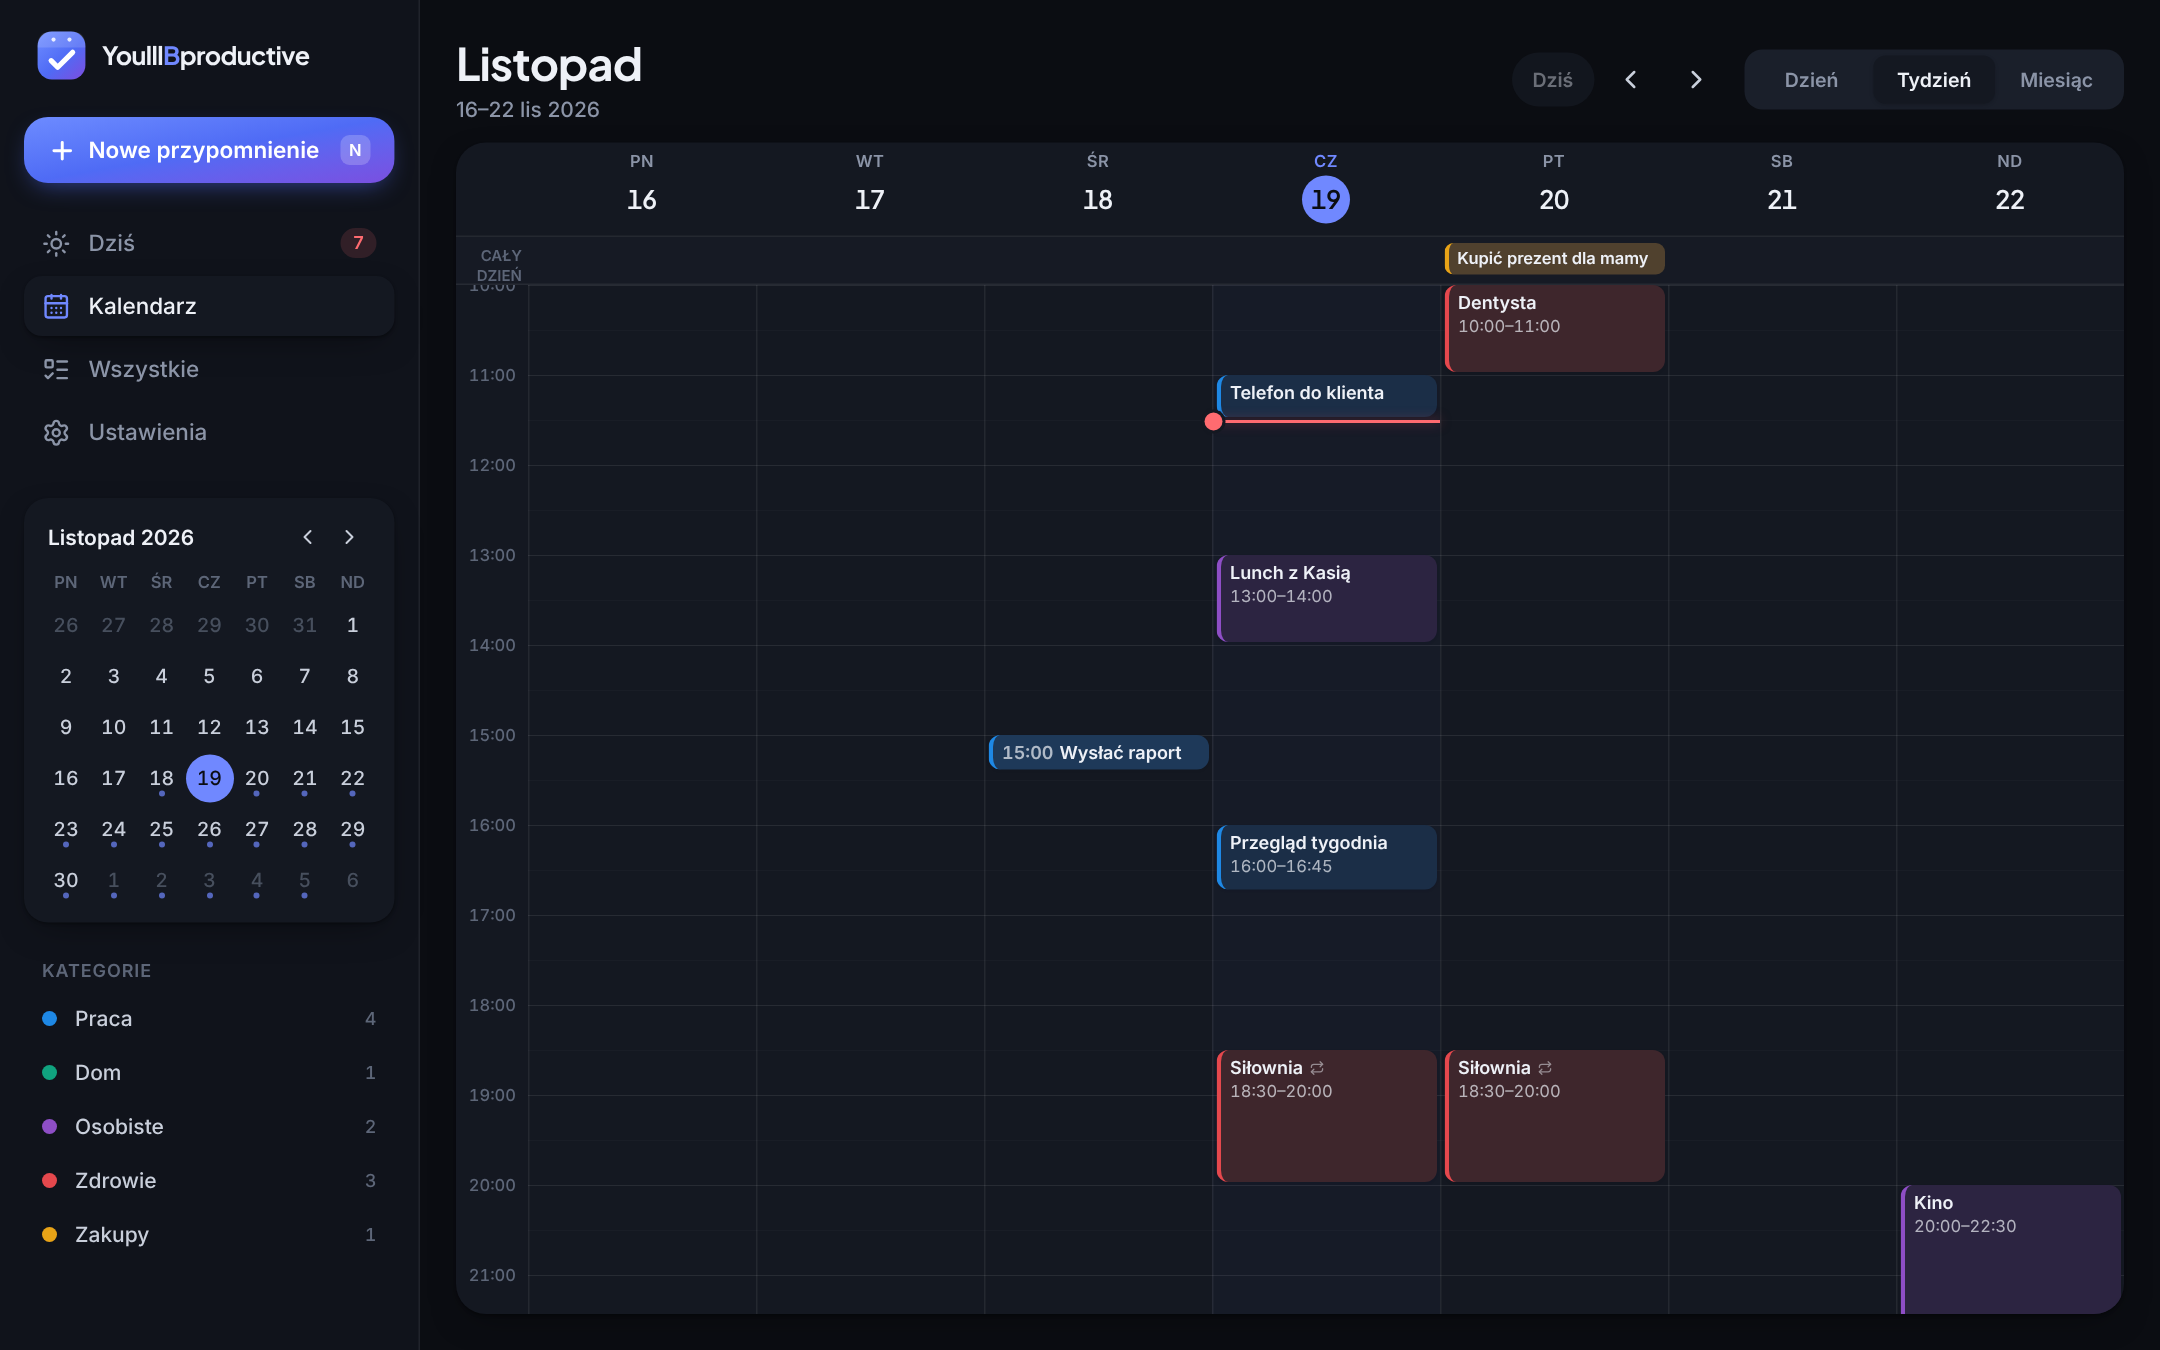 YoulllBproductive
Nowe przypomnienie N
Dziś 7
Kalendarz
Wszystkie
Ustawienia
Listopad 2026
PN WT ŚR CZ PT SB ND
26 27 28 29 30 31 1
2 3 4 5 6 7 8
9 10 11 12 13 14 15
16 17 18 19 20 21 22
23 24 25 26 27 28 29
30 1 2 3 4 5 6
KATEGORIE
Praca 4
Dom 1
Osobiste 2
Zdrowie 3
Zakupy 1
Listopad
16–22 lis 2026
Dziś
Dzień Tydzień Miesiąc
PN WT ŚR CZ PT SB ND
16 17 18 19 20 21 22
CAŁY
DZIEŃ
Kupić prezent dla mamy
10:00
Dentysta
10:00–11:00
11:00
Telefon do klienta
12:00
13:00
Lunch z Kasią
13:00–14:00
14:00
15:00
15:00 Wysłać raport
16:00
Przegląd tygodnia
16:00–16:45
17:00
18:00
Siłownia
18:30–20:00
Siłownia
18:30–20:00
19:00
20:00
Kino
20:00–22:30
21:00